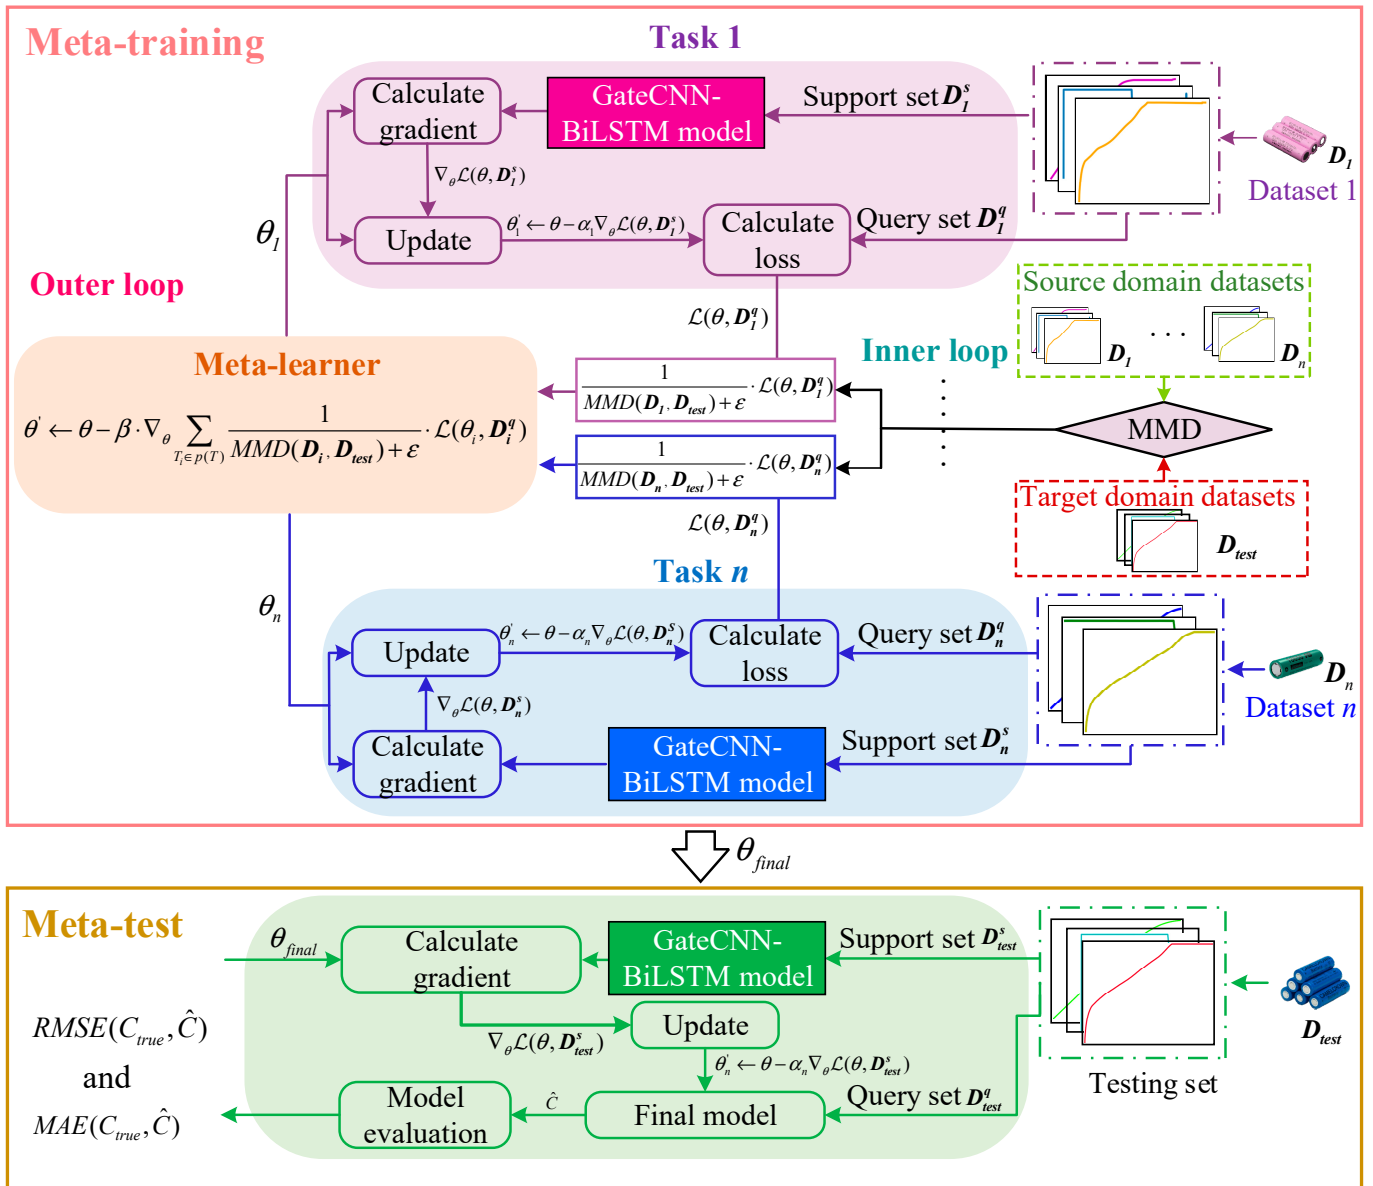 Meta-training
Task 1
Calculate
gradient
GateCNN-
BiLSTM model
Support set D_1^s
D_1
Dataset 1
∇_θ ℒ(θ, D_1^s)
θ_1
Update
θ_1^' ← θ − α_1 ∇_θ ℒ(θ, D_1^s)
Calculate
loss
Query set D_1^q
Outer loop
ℒ(θ, D_1^q)
Source domain datasets
D_1
· · ·
D_n
Inner loop
Meta-learner
θ^' ← θ − β · ∇_θ ∑_{T_i ∈ p(T)} 1 / (MMD(D_i, D_test) + ε) · ℒ(θ_i, D_i^q)
1 / (MMD(D_1, D_test) + ε) · ℒ(θ, D_1^q)
MMD
1 / (MMD(D_n, D_test) + ε) · ℒ(θ, D_n^q)
Target domain datasets
D_test
ℒ(θ, D_n^q)
Task n
θ_n
Update
θ_n^' ← θ − α_n ∇_θ ℒ(θ, D_n^s)
Calculate
loss
Query set D_n^q
D_n
Dataset n
∇_θ ℒ(θ, D_n^s)
Calculate
gradient
GateCNN-
BiLSTM model
Support set D_n^s
θ_final
Meta-test
θ_final
Calculate
gradient
GateCNN-
BiLSTM model
Support set D_test^s
D_test
∇_θ ℒ(θ, D_test^s)
Update
RMSE(C_true, Ĉ)
and
MAE(C_true, Ĉ)
θ_n^' ← θ − α_n ∇_θ ℒ(θ, D_test^s)
Model
evaluation
Ĉ
Final model
Query set D_test^q
Testing set